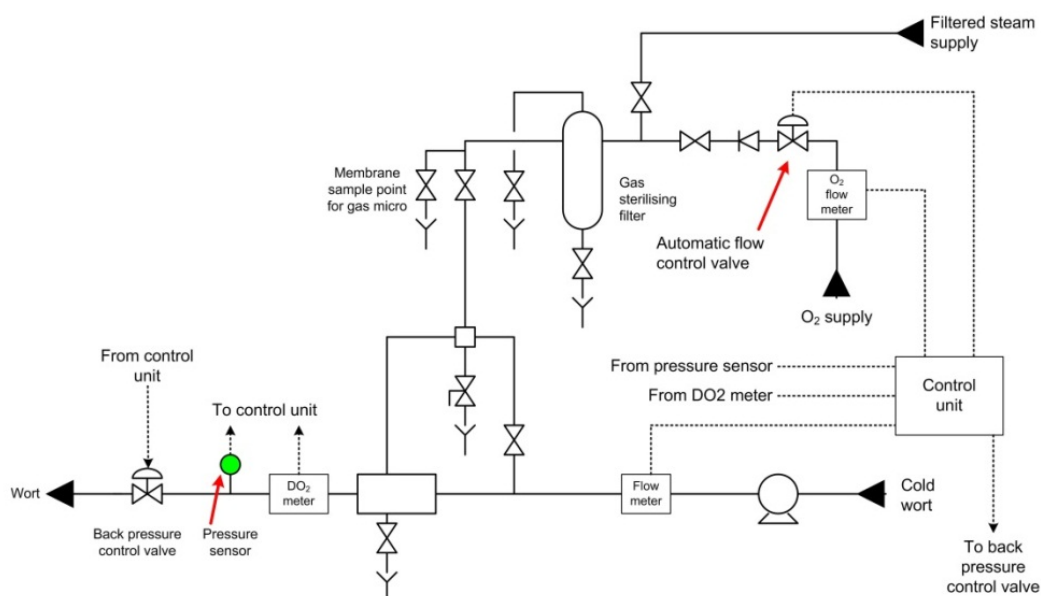 Filtered steam
supply
Membrane
sample point
for gas micro
Gas
sterilising
filter
O₂
flow
meter
Automatic flow
control valve
O₂ supply
From control
unit
To control unit
From pressure sensor
From DO2 meter
Control
unit
Wort
DO₂
meter
Flow
meter
Cold
wort
Back pressure
control valve
Pressure
sensor
To back
pressure
control valve